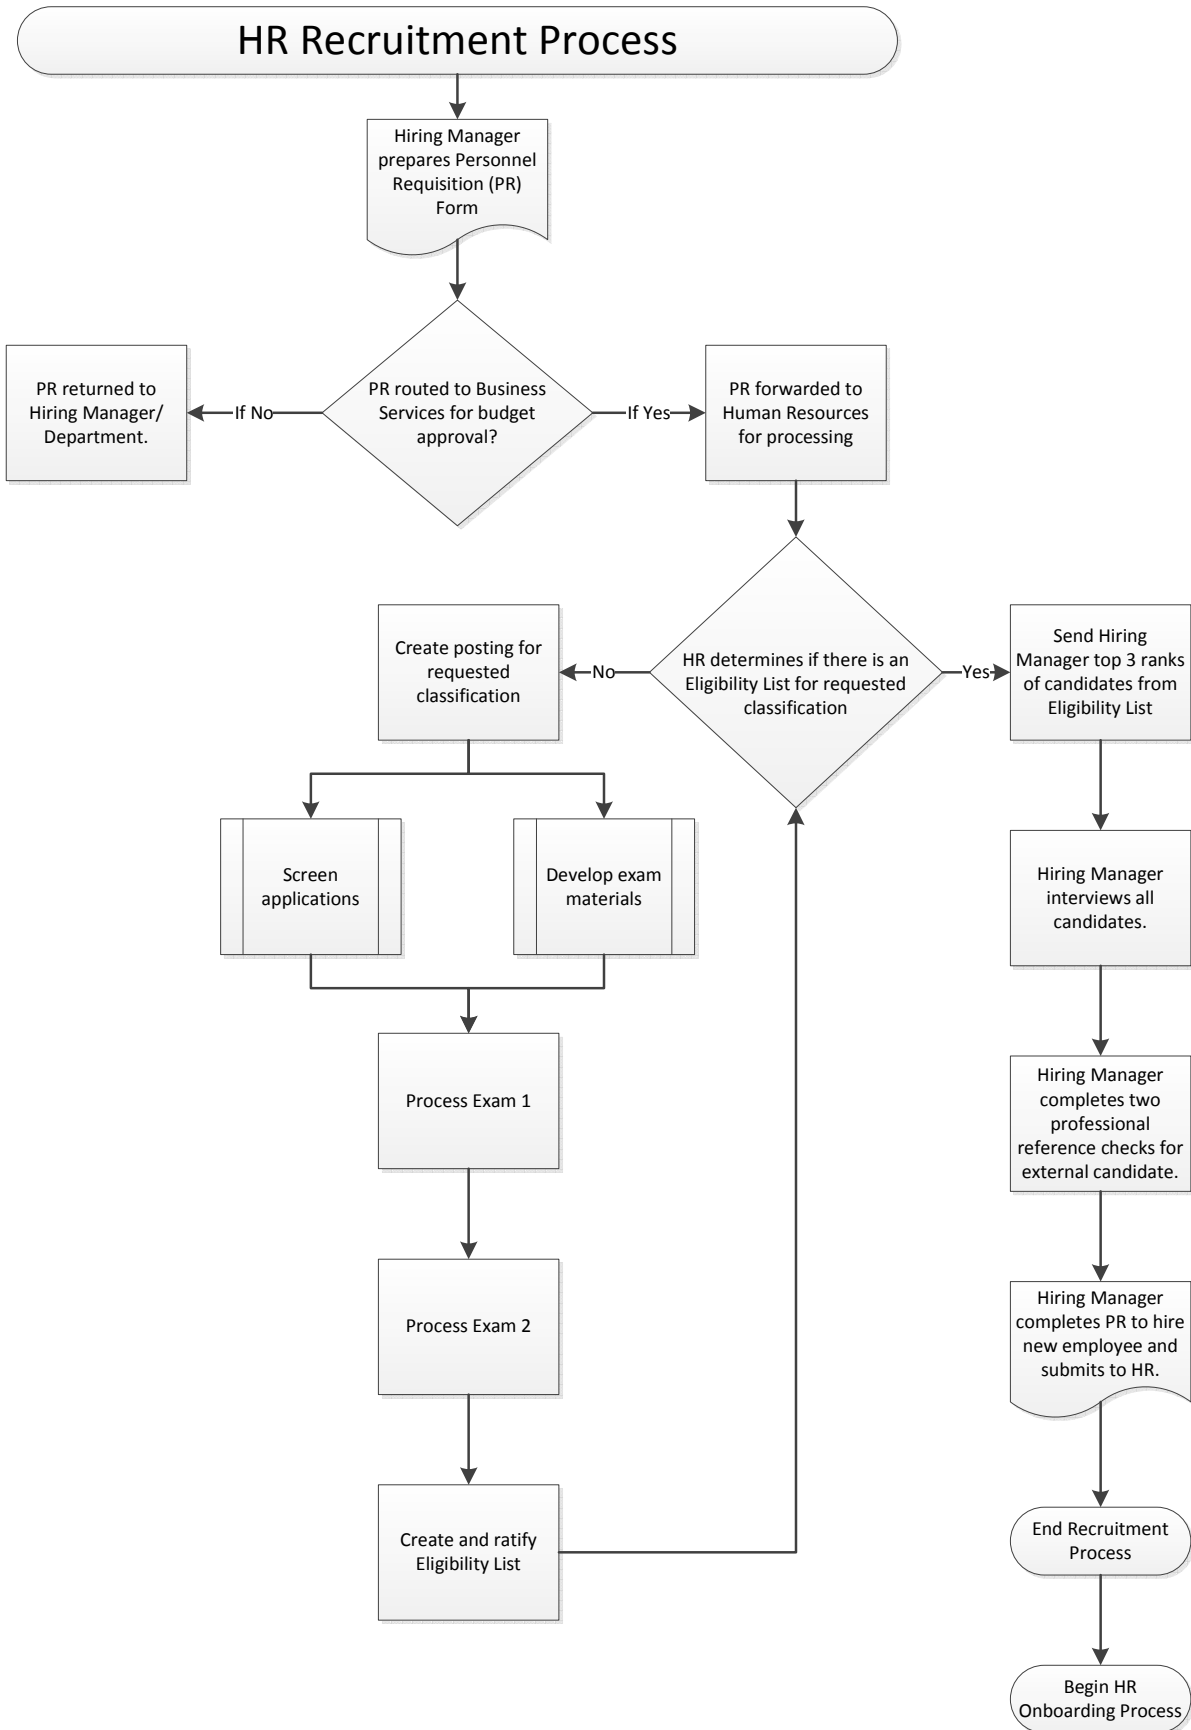 HR Recruitment Process
Hiring Manager
prepares Personnel
Requisition (PR)
Form
PR returned to
Hiring Manager/
Department.
If No
PR routed to Business
Services for budget
approval?
If Yes
PR forwarded to
Human Resources
for processing
Create posting for
requested
classification
No
HR determines if there is an
Eligibility List for requested
classification
Yes
Send Hiring
Manager top 3 ranks
of candidates from
Eligibility List
Screen
applications
Develop exam
materials
Hiring Manager
interviews all
candidates.
Process Exam 1
Hiring Manager
completes two
professional
reference checks for
external candidate.
Process Exam 2
Hiring Manager
completes PR to hire
new employee and
submits to HR.
Create and ratify
Eligibility List
End Recruitment
Process
Begin HR
Onboarding Process